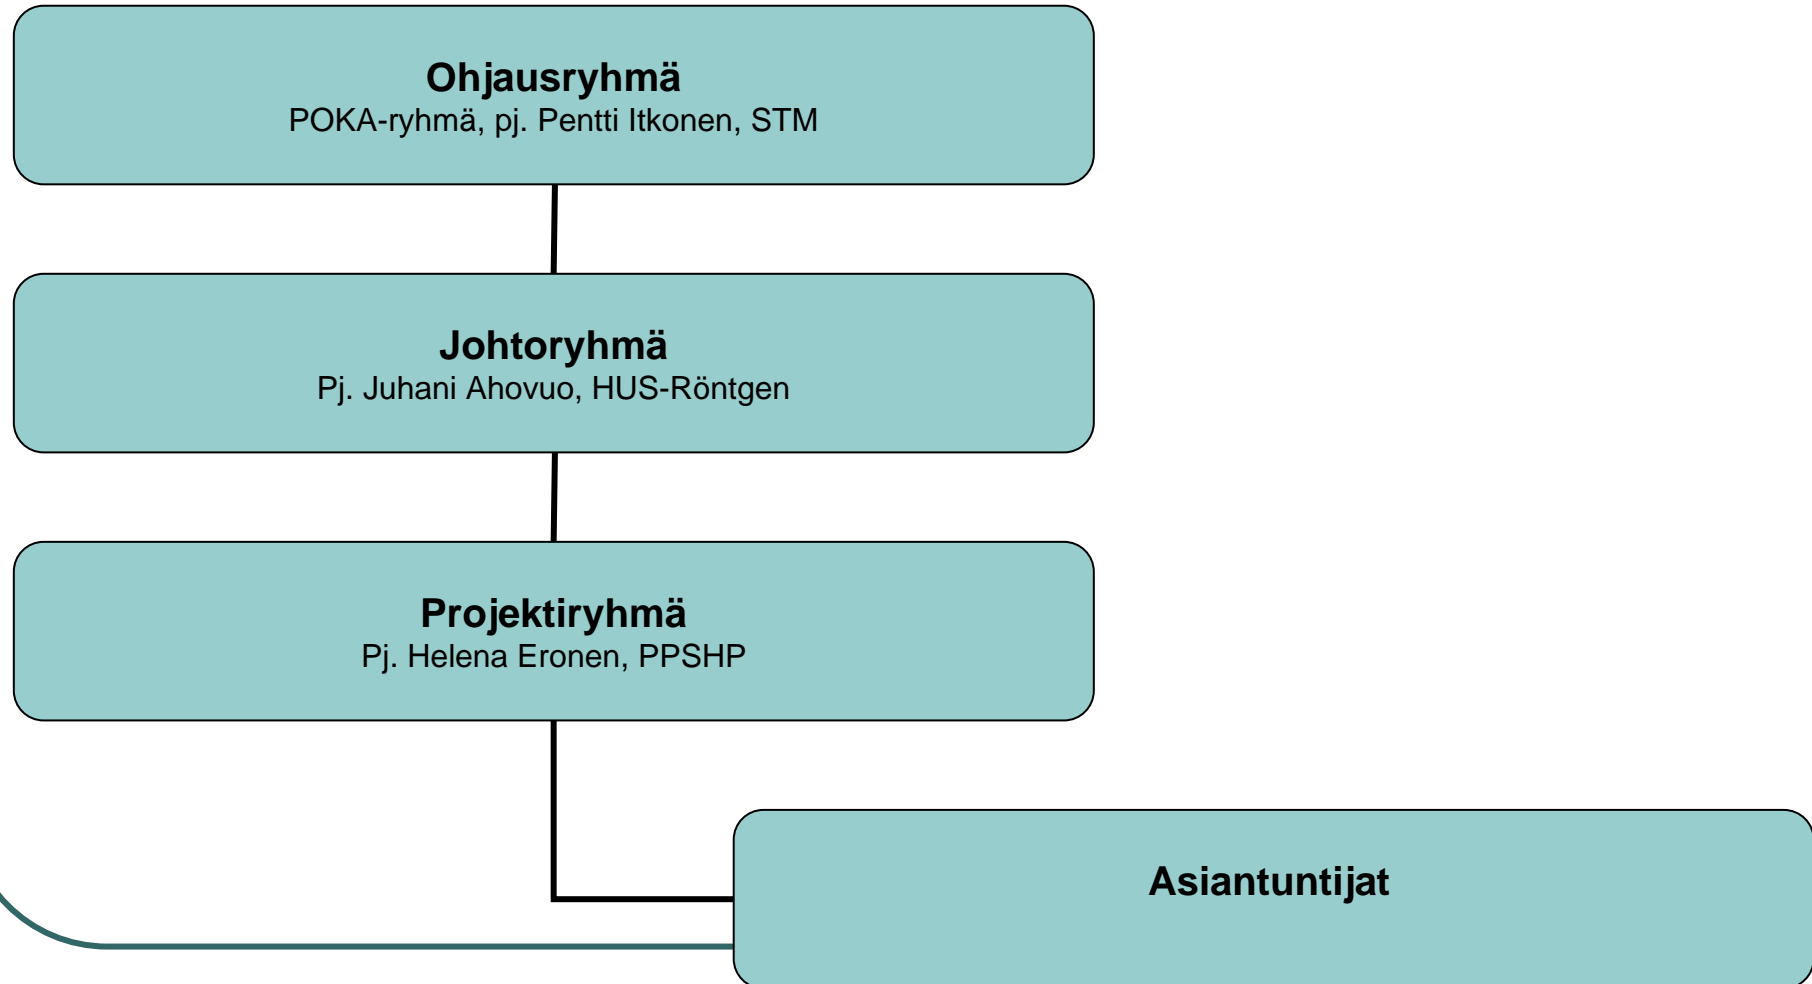 Ohjausryhmä
POKA-ryhmä, pj. Pentti Itkonen, STM
Johtoryhmä
Pj. Juhani Ahovuo, HUS-Röntgen
Projektiryhmä
Pj. Helena Eronen, PPSHP
Asiantuntijat